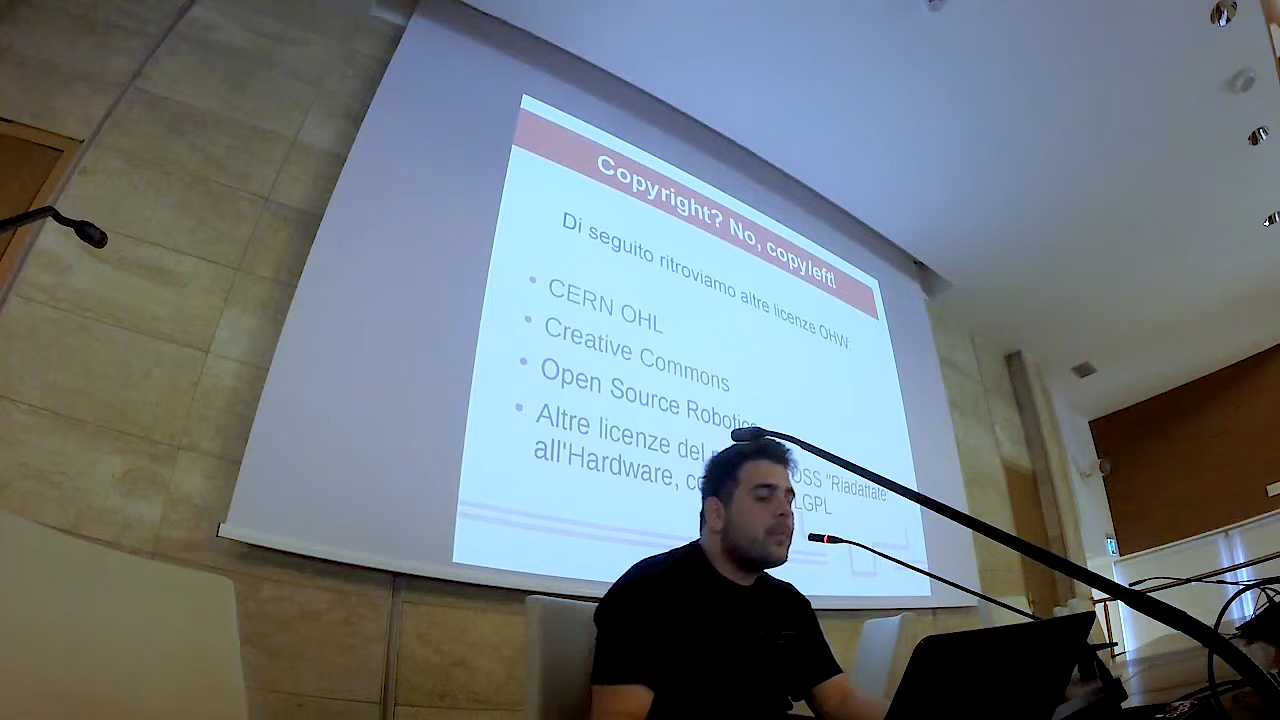 Copyright? No, copyleft!
Di seguito ritroviamo altre licenze OHW:
• CERN OHL
• Creative Commons
• Open Source Robotics
• Altre licenze del OSS "Riadattate
all'Hardware, LGPL